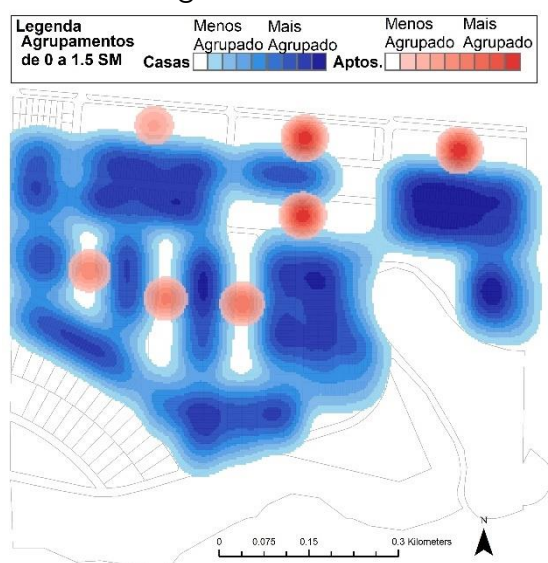 Legenda
Agrupamentos
de 0 a 1.5 SM
Menos Mais
Agrupado Agrupado
Casas
Menos Mais
Agrupado Agrupado
Aptos.
N
0 0.075 0.15 0.3 Kilometers